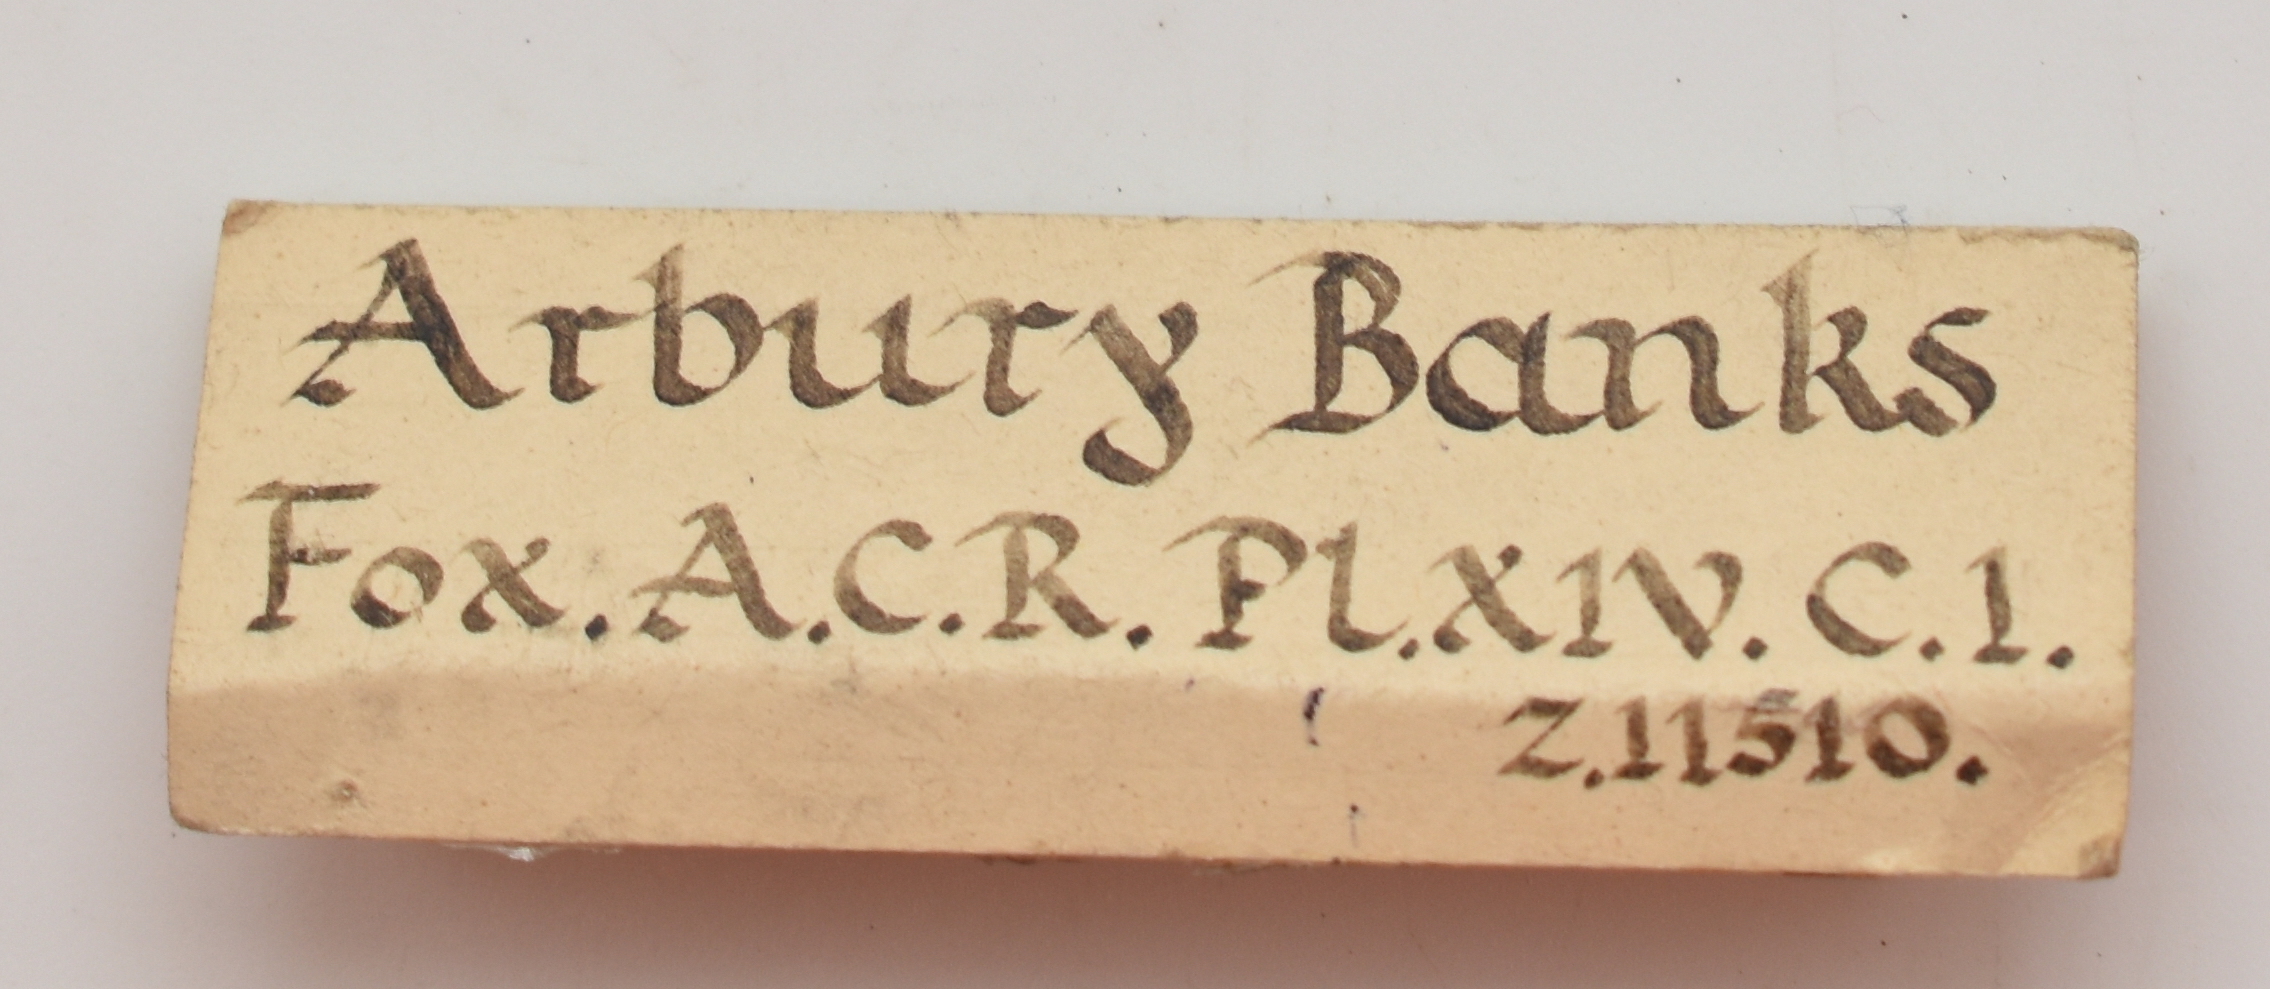 Arbury Banks
Fox. A.C.R. Pl.XIV. C.1.
Z.11510.